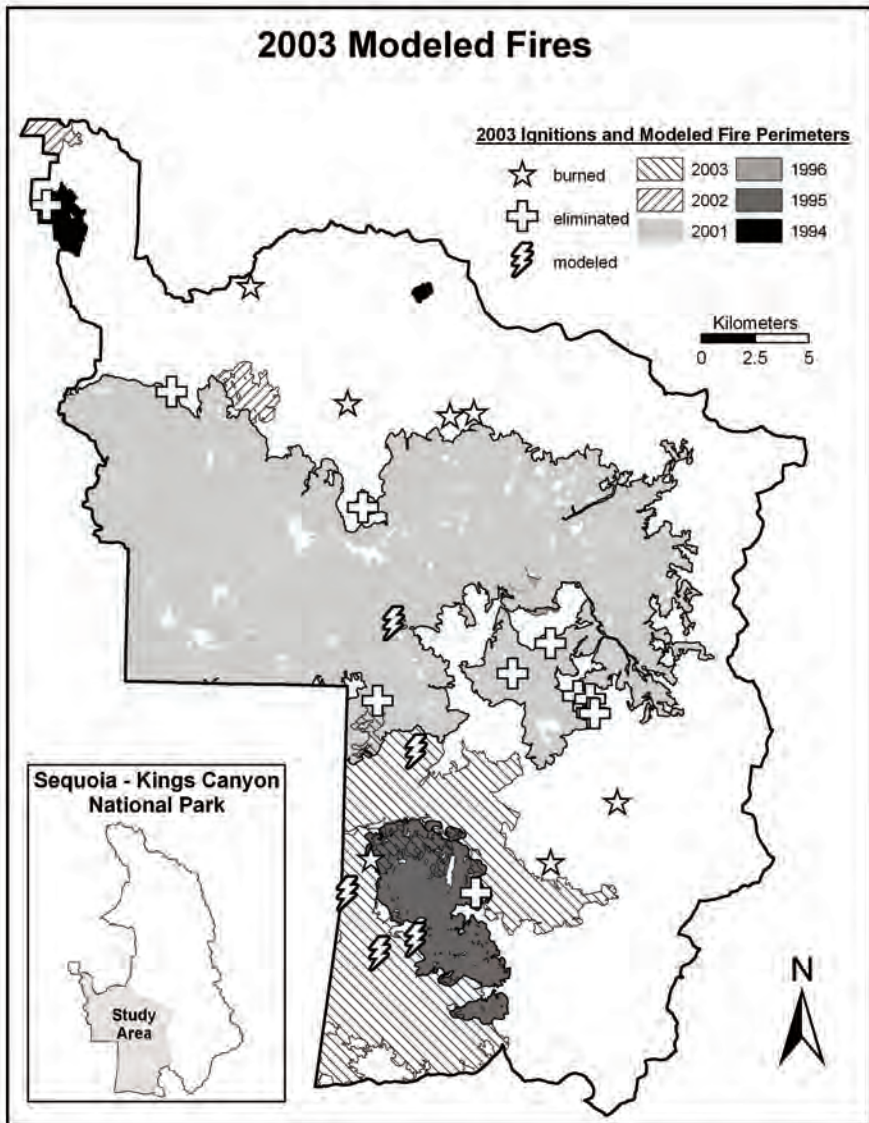 2003 Modeled Fires
2003 Ignitions and Modeled Fire Perimeters
burned
eliminated
modeled
2003
2002
2001
1996
1995
1994
Kilometers
0 2.5 5
Sequoia - Kings Canyon
National Park
Study
Area
N